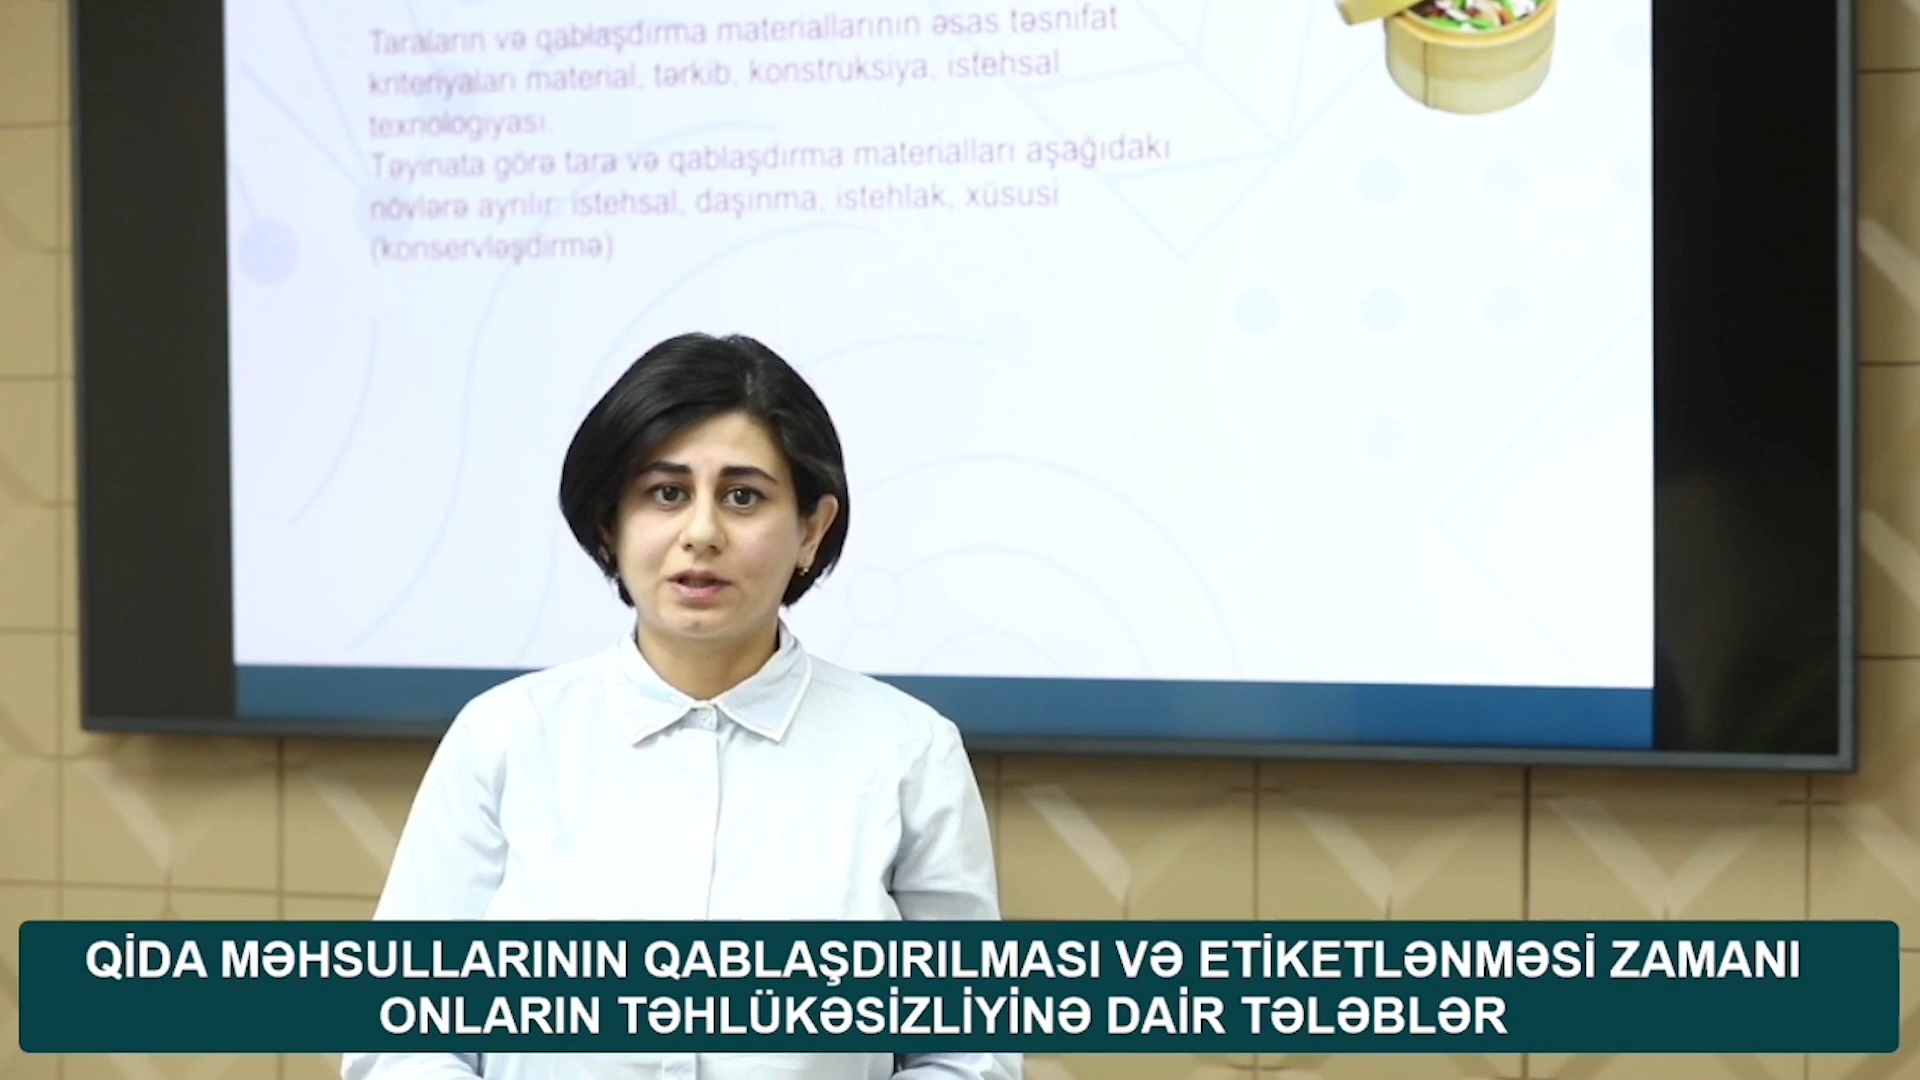 Taraların və qablaşdırma materiallarının əsas təsnifat
kriteriyaları material, tərkib, konstruksiya, istehsal
texnologiyası.
Təyinata görə tara və qablaşdırma materialları aşağıdakı
növlərə ayrılır: istehsal, daşınma, istehlak, xüsusi
(konservləşdirmə)
QİDA MƏHSULLARININ QABLAŞDIRILMASI VƏ ETİKETLƏNMƏSİ ZAMANI
ONLARIN TƏHLÜKƏSİZLİYİNƏ DAİR TƏLƏBLƏR